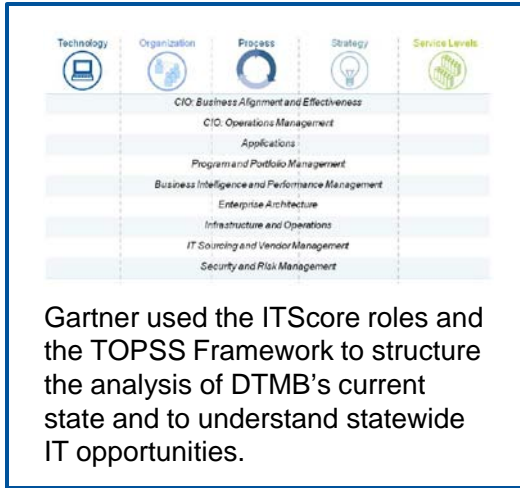 Technology Organization Process Strategy Service Levels
CIO: Business Alignment and Effectiveness
CIO: Operations Management
Applications
Program and Portfolio Management
Business Intelligence and Performance Management
Enterprise Architecture
Infrastructure and Operations
IT Sourcing and Vendor Management
Security and Risk Management
Gartner used the ITScore roles and
the TOPSS Framework to structure
the analysis of DTMB's current
state and to understand statewide
IT opportunities.